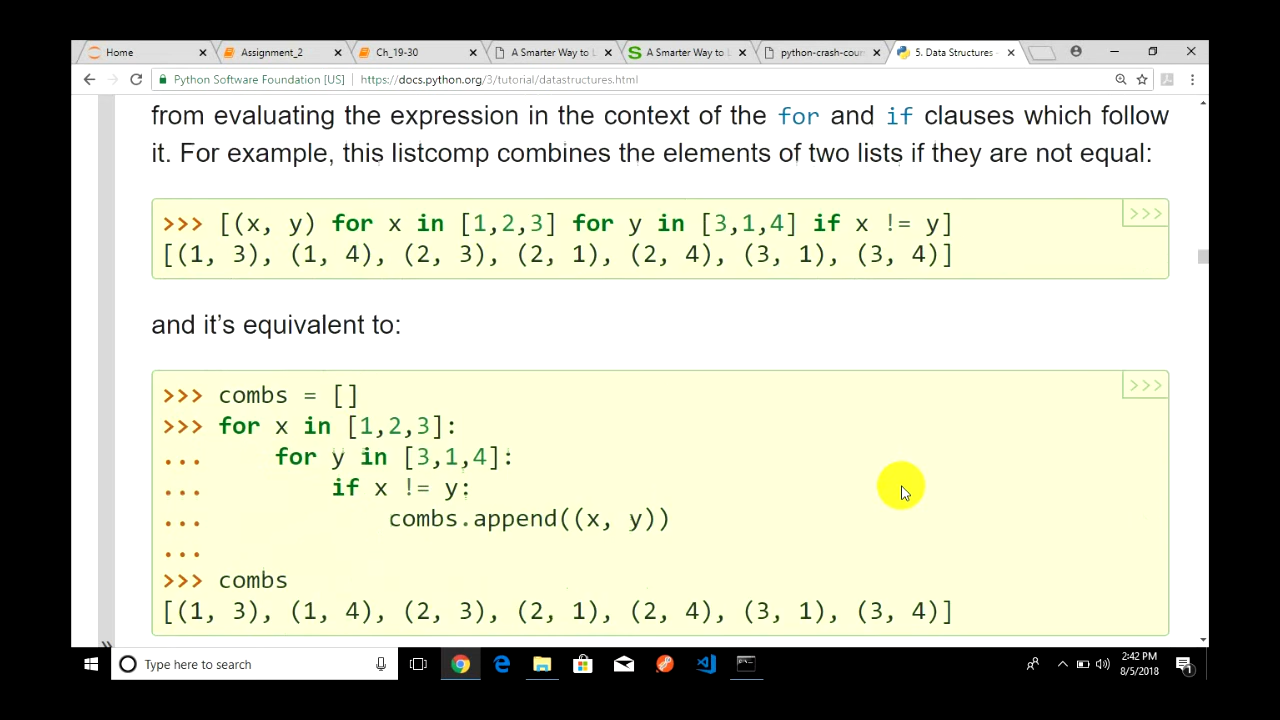 Home
Assignment_2
Ch_19-30
A Smarter Way to L
A Smarter Way to L
python-crash-cour
5. Data Structures
Python Software Foundation [US] https://docs.python.org/3/tutorial/datastructures.html
from evaluating the expression in the context of the for and if clauses which follow
it. For example, this listcomp combines the elements of two lists if they are not equal:
>>>
>>> [(x, y) for x in [1,2,3] for y in [3,1,4] if x != y]
[(1, 3), (1, 4), (2, 3), (2, 1), (2, 4), (3, 1), (3, 4)]
and it's equivalent to:
>>>
>>> combs = []
>>> for x in [1,2,3]:
...     for y in [3,1,4]:
...         if x != y:
...             combs.append((x, y))
...
>>> combs
[(1, 3), (1, 4), (2, 3), (2, 1), (2, 4), (3, 1), (3, 4)]
»
Type here to search
2:42 PM
8/5/2018
1